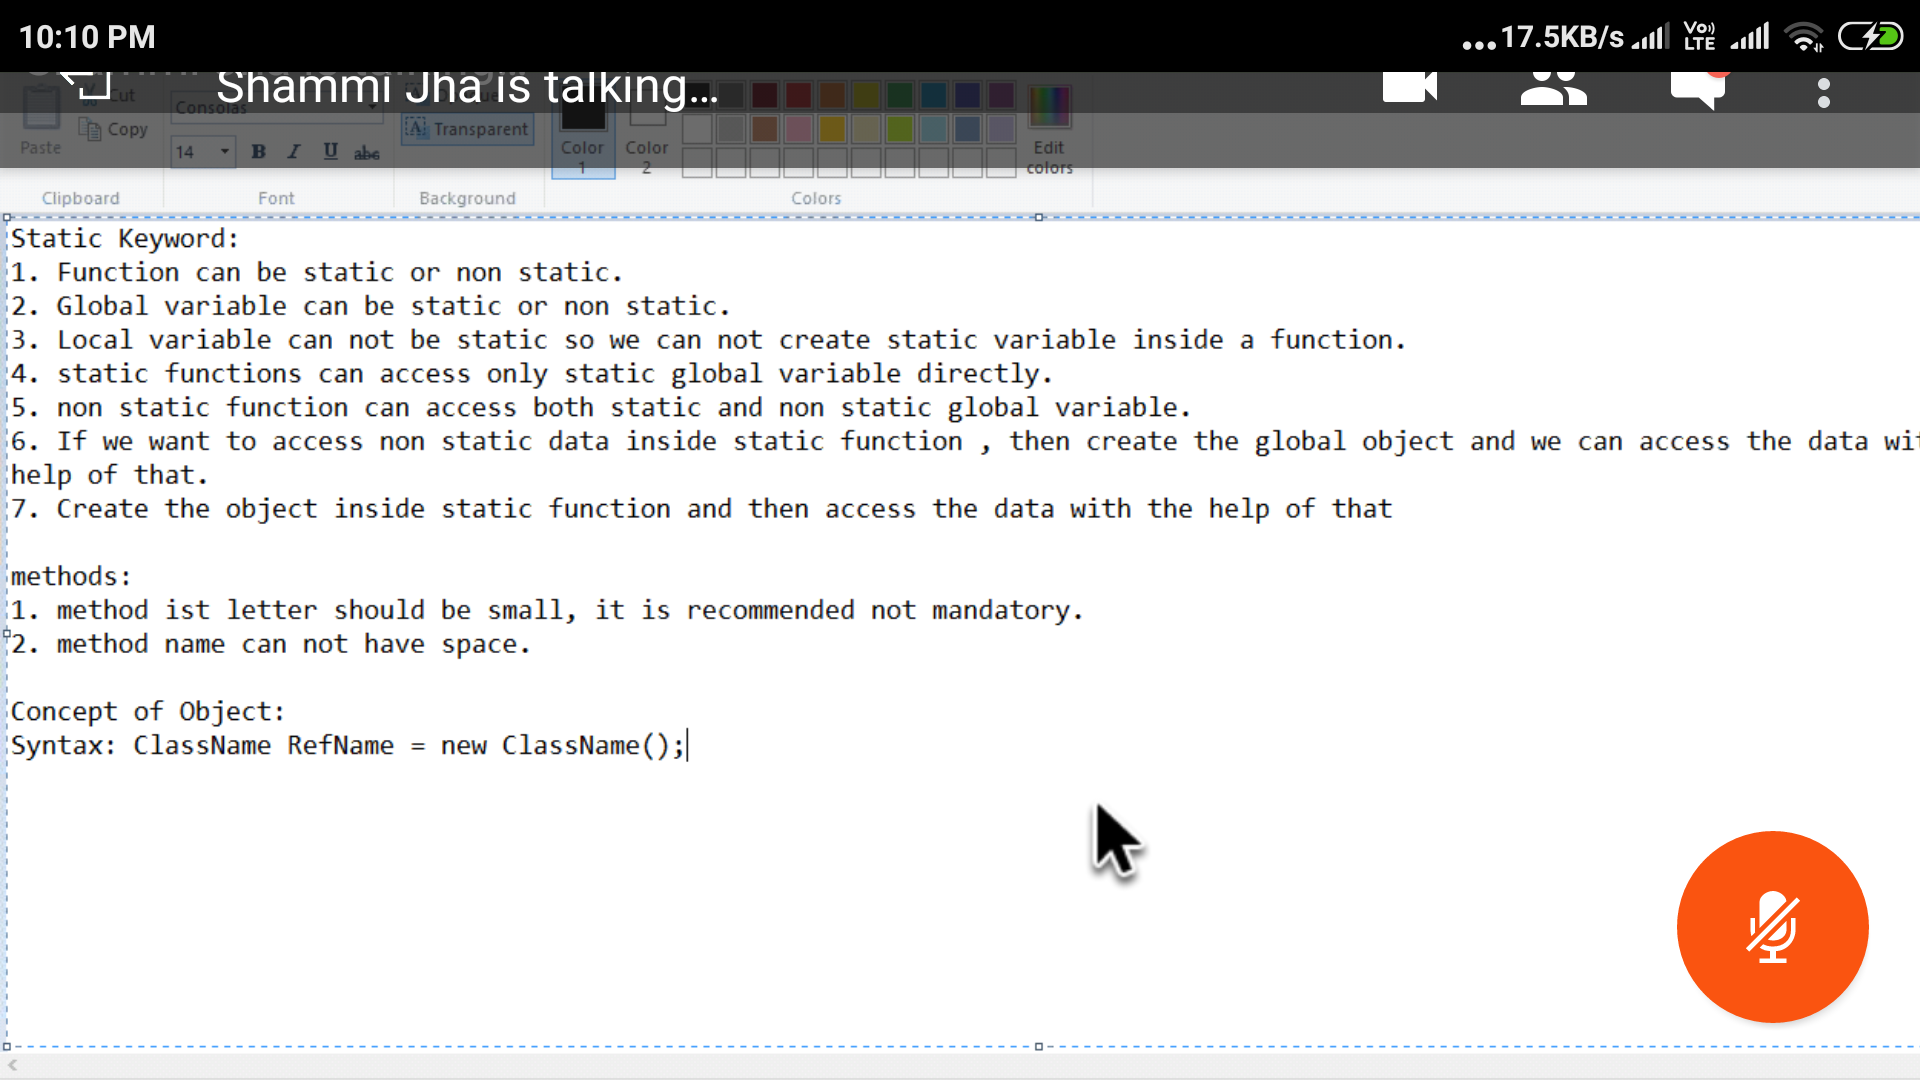 10:10 PM
...17.5KB/s Vo)) LTE
Shammi Jha is talking...
Cut
Consolas
Copy
Transparent
Paste
14 B I U abc
Color 1
Color 2
Edit colors
Clipboard Font Background Colors
Static Keyword:
1. Function can be static or non static.
2. Global variable can be static or non static.
3. Local variable can not be static so we can not create static variable inside a function.
4. static functions can access only static global variable directly.
5. non static function can access both static and non static global variable.
6. If we want to access non static data inside static function , then create the global object and we can access the data wit
help of that.
7. Create the object inside static function and then access the data with the help of that
methods:
1. method ist letter should be small, it is recommended not mandatory.
2. method name can not have space.
Concept of Object:
Syntax: ClassName RefName = new ClassName();